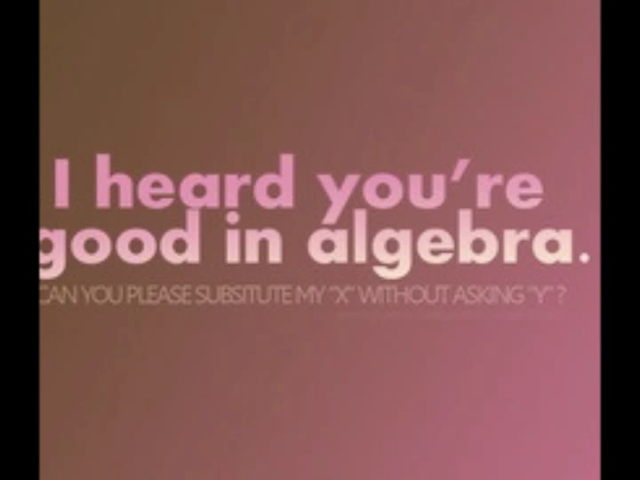 I heard you're
good in algebra.
CAN YOU PLEASE SUBSITUTE MY "X" WITHOUT ASKING "Y" ?